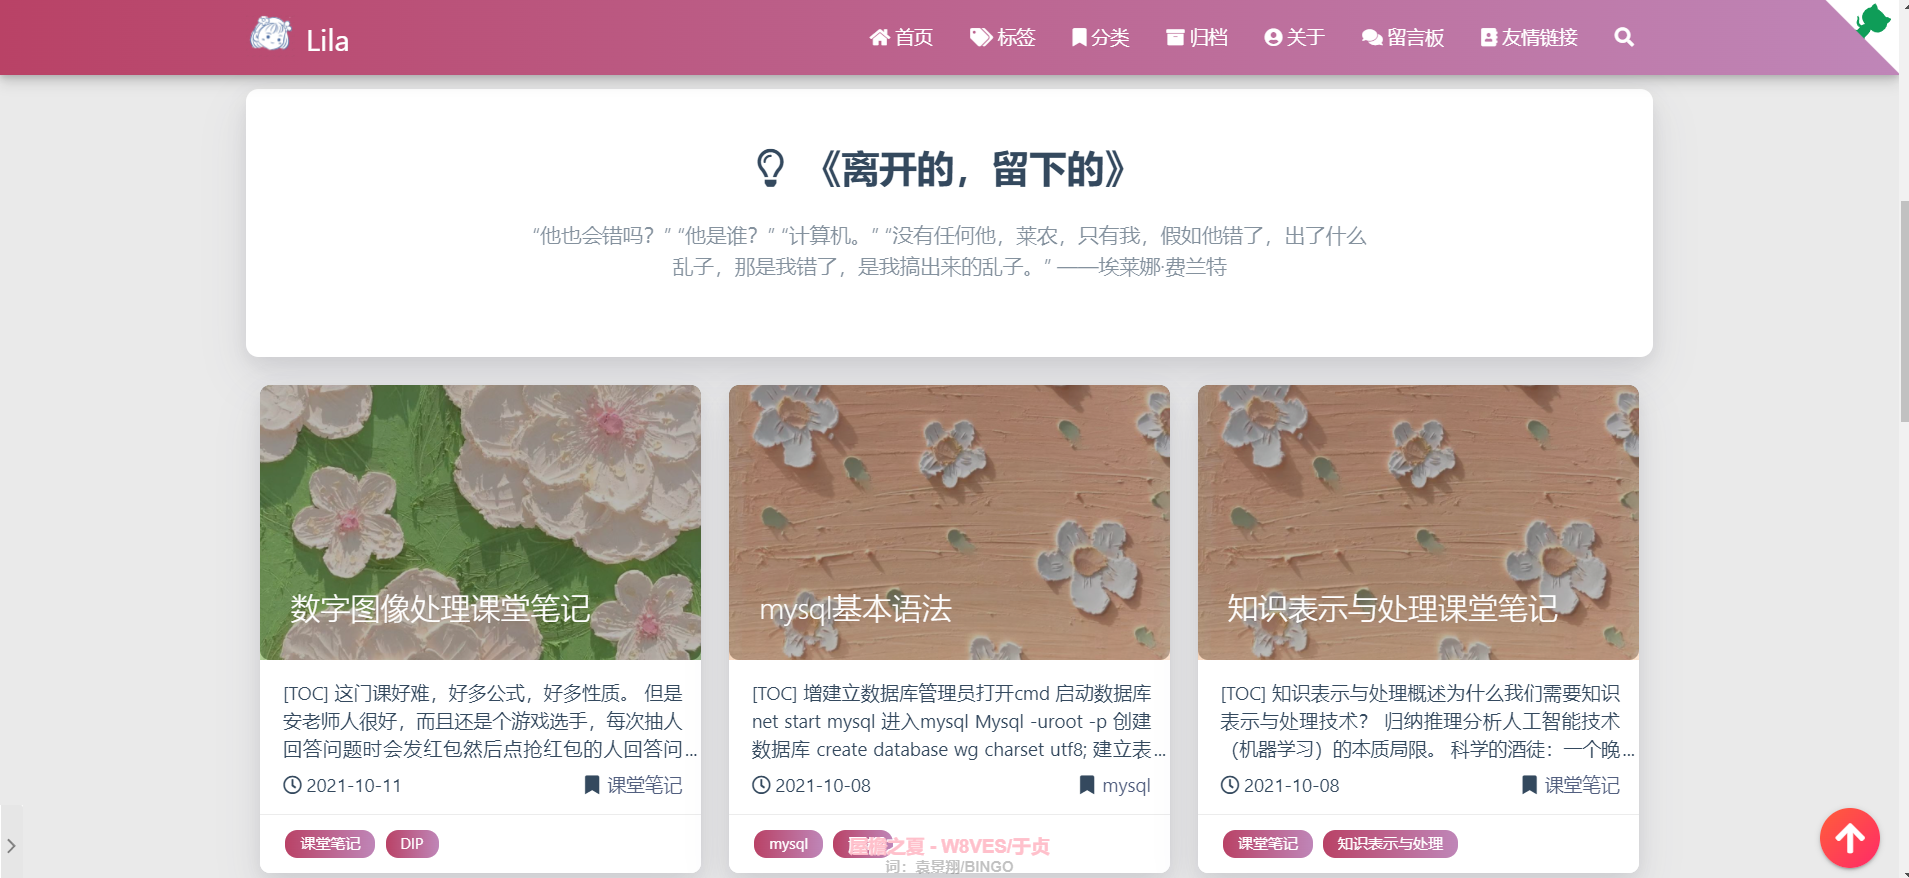 Lila
首页 标签 分类 归档 关于 留言板 友情链接
《离开的，留下的》
“他也会错吗？” “他是谁？” “计算机。” “没有任何他，莱农，只有我，假如他错了，出了什么
乱子，那是我错了，是我搞出来的乱子。” ——埃莱娜·费兰特
数字图像处理课堂笔记
[TOC] 这门课好难，好多公式，好多性质。 但是
安老师人很好，而且还是个游戏选手，每次抽人
回答问题时会发红包然后点抢红包的人回答问...
2021-10-11 课堂笔记
课堂笔记 DIP
mysql基本语法
[TOC] 增建立数据库管理员打开cmd 启动数据库
net start mysql 进入mysql Mysql -uroot -p 创建
数据库 create database wg charset utf8; 建立表...
2021-10-08 mysql
mysql
知识表示与处理课堂笔记
[TOC] 知识表示与处理概述为什么我们需要知识
表示与处理技术？ 归纳推理分析人工智能技术
（机器学习）的本质局限。 科学的酒徒：一个晚...
2021-10-08 课堂笔记
课堂笔记 知识表示与处理
之夏 - W8VES/于贞
词：袁景翔/BINGO